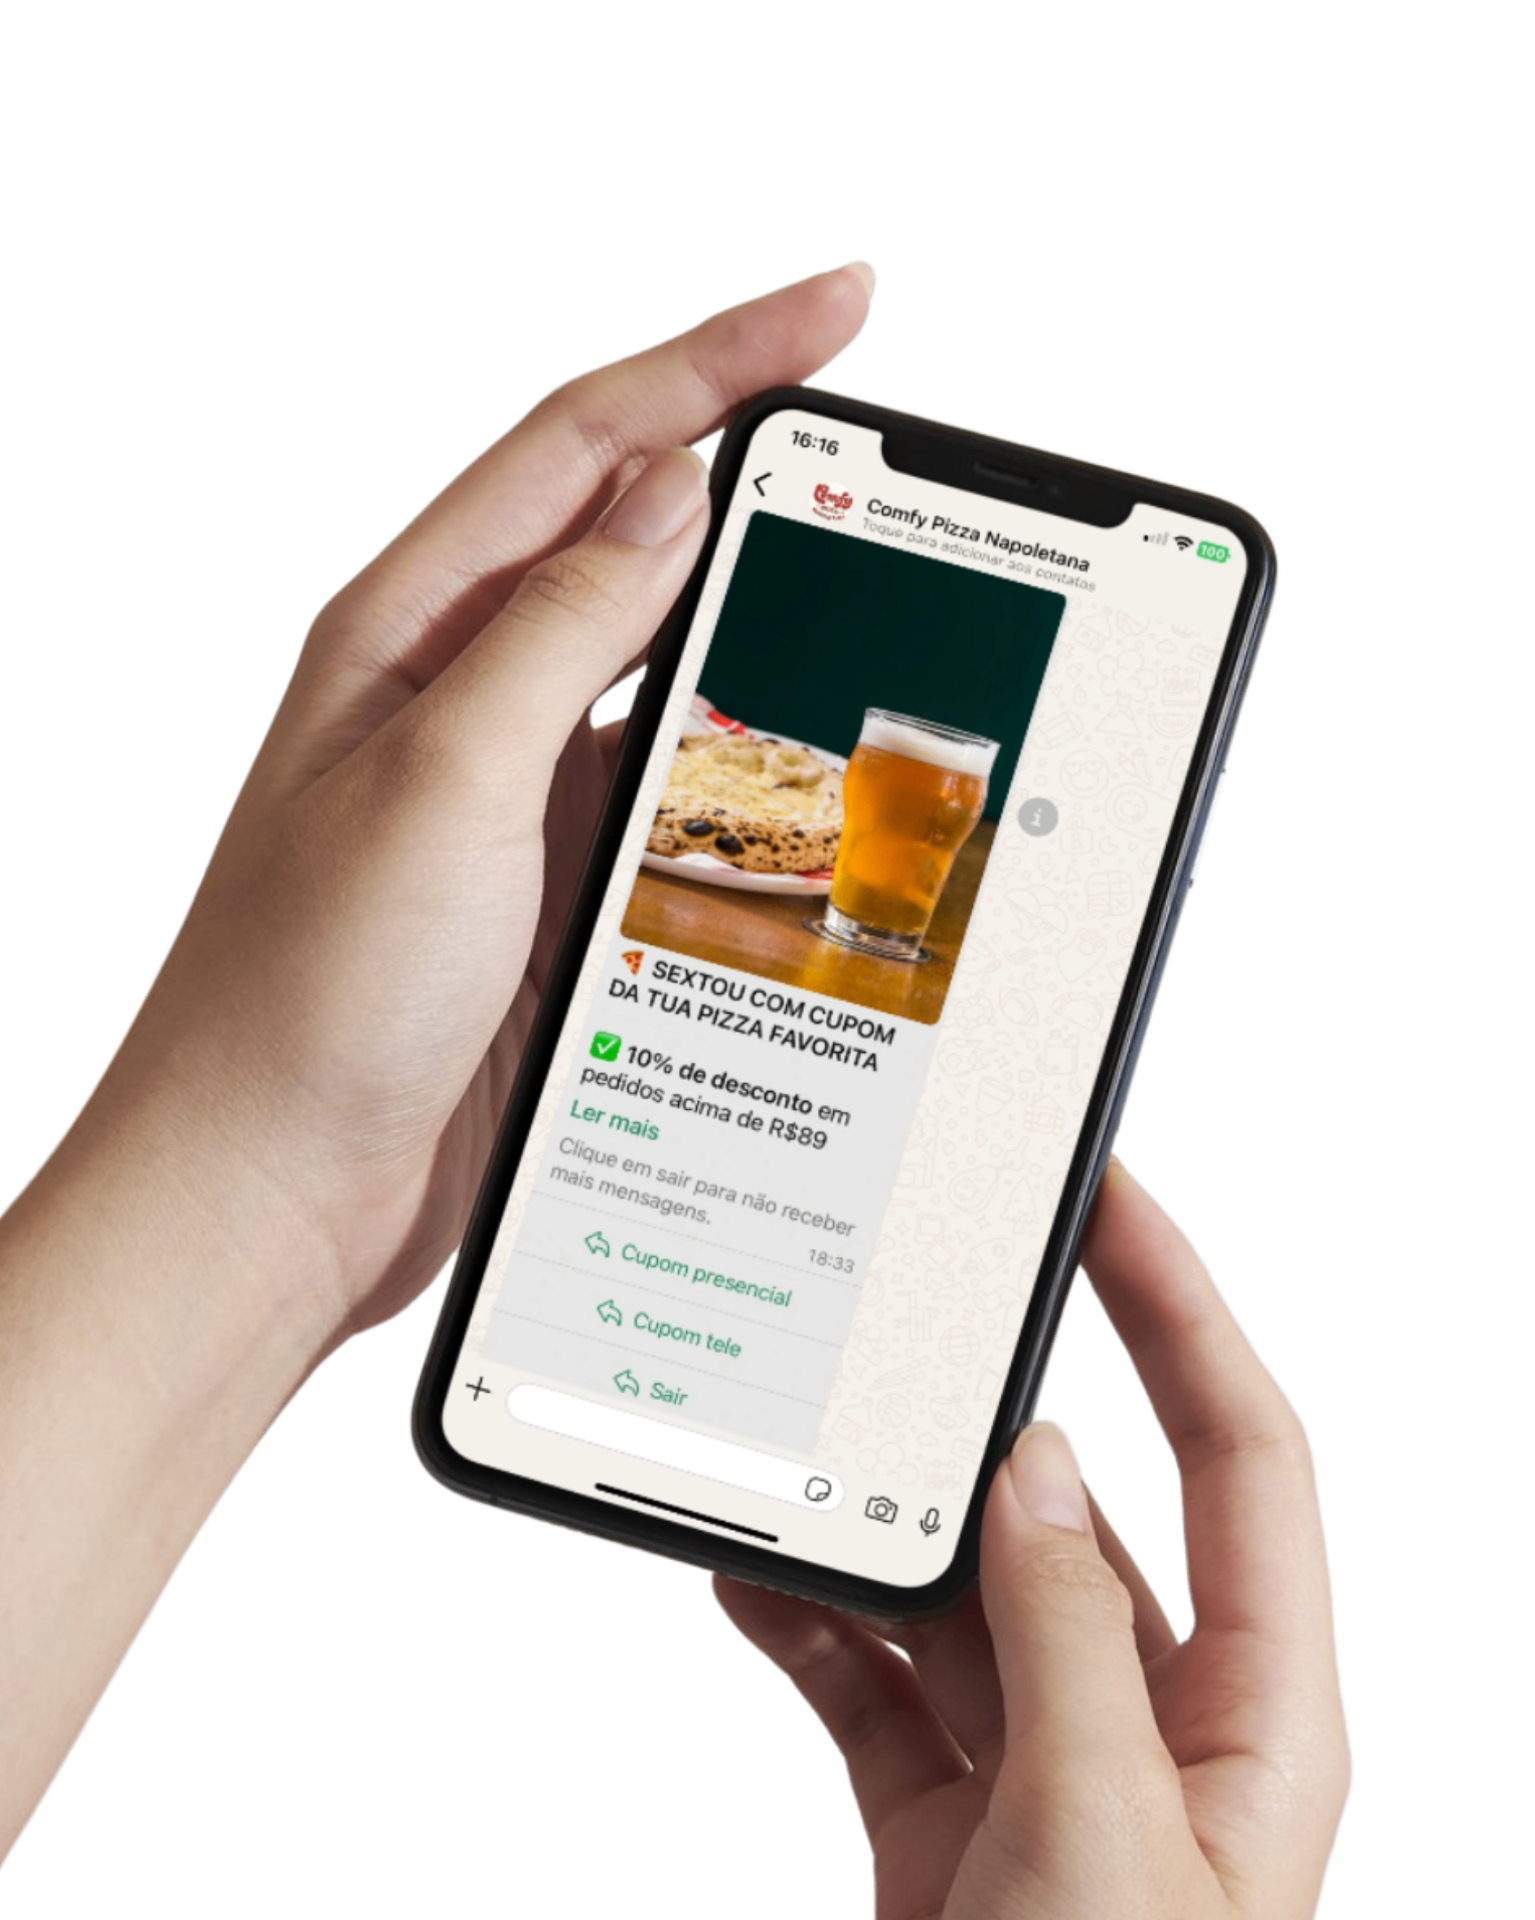 16:16
100
Comfy
Comfy Pizza Napoletana
Toque para adicionar aos contatos
i
🍕 SEXTOU COM CUPOM
DA TUA PIZZA FAVORITA
✅ 10% de desconto em
pedidos acima de R$89
Ler mais
Clique em sair para não receber
mais mensagens.
18:33
Cupom presencial
Cupom tele
Sair